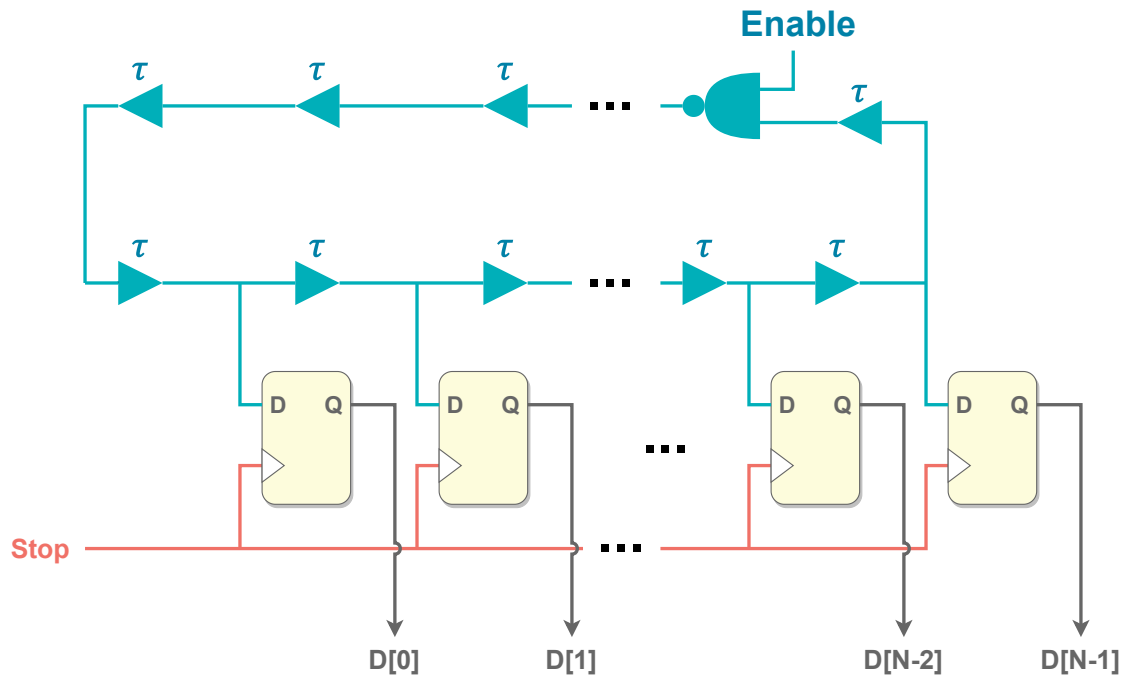 Enable
τ τ τ τ
τ τ τ τ τ
D Q D Q D Q D Q
Stop
D[0] D[1] D[N-2] D[N-1]